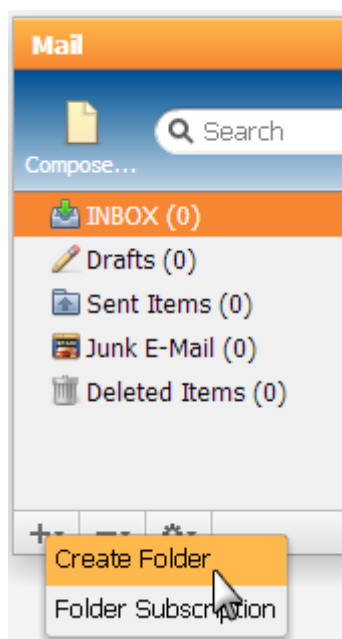 Mail
Search
Compose...
INBOX (0)
Drafts (0)
Sent Items (0)
Junk E-Mail (0)
Deleted Items (0)
Create Folder
Folder Subscription